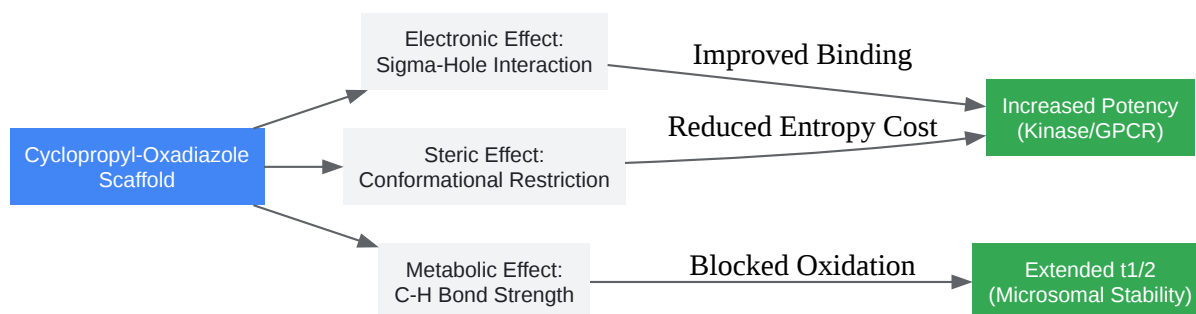 Cyclopropyl-Oxadiazole
Scaffold
Electronic Effect:
Sigma-Hole Interaction
Steric Effect:
Conformational Restriction
Metabolic Effect:
C-H Bond Strength
Improved Binding
Reduced Entropy Cost
Blocked Oxidation
Increased Potency
(Kinase/GPCR)
Extended t1/2
(Microsomal Stability)